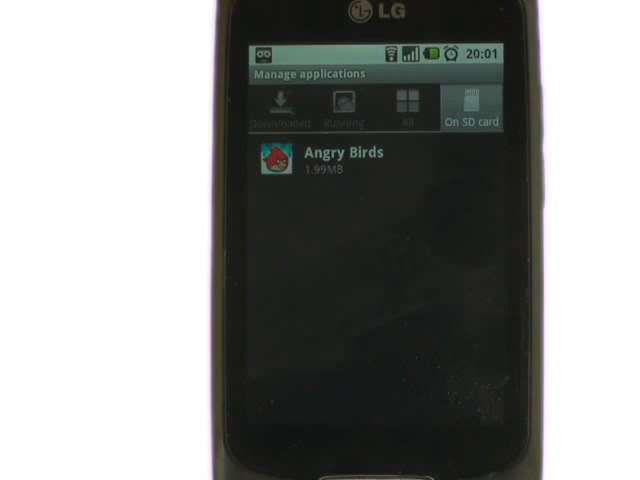 LG
20:01
Manage applications
Downloaded Running All On SD card
Angry Birds
1.99MB